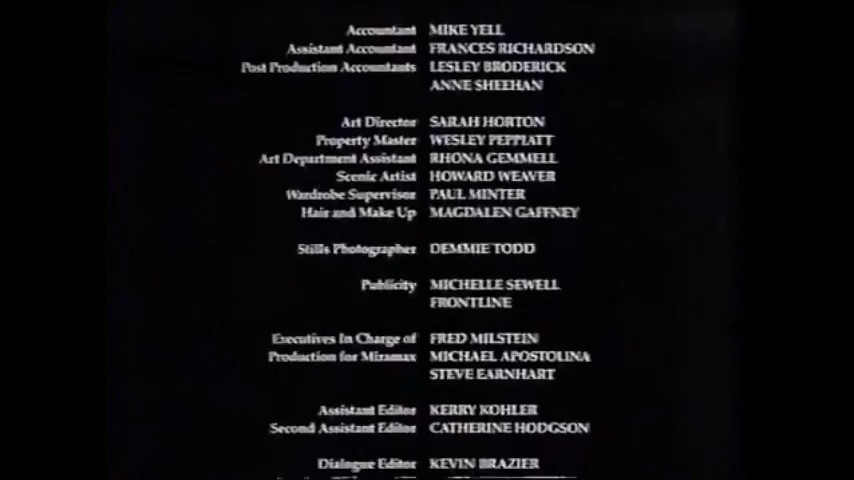 Accountant MIKE YELL
Assistant Accountant FRANCES RICHARDSON
Post Production Accountants LESLEY BRODERICK
ANNE SHEEHAN
Art Director SARAH HORTON
Property Master WESLEY PEPPIATT
Art Department Assistant RHONA GEMMELL
Scenic Artist HOWARD WEAVER
Wardrobe Supervisor PAUL MINTER
Hair and Make Up MAGDALEN GAFFNEY
Stills Photographer DEMMIE TODD
Publicity MICHELLE SEWELL
FRONTLINE
Executives In Charge of FRED MILSTEIN
Production for Miramax MICHAEL APOSTOLINA
STEVE EARNHART
Assistant Editor KERRY KOHLER
Second Assistant Editor CATHERINE HODGSON
Dialogue Editor KEVIN BRAZIER